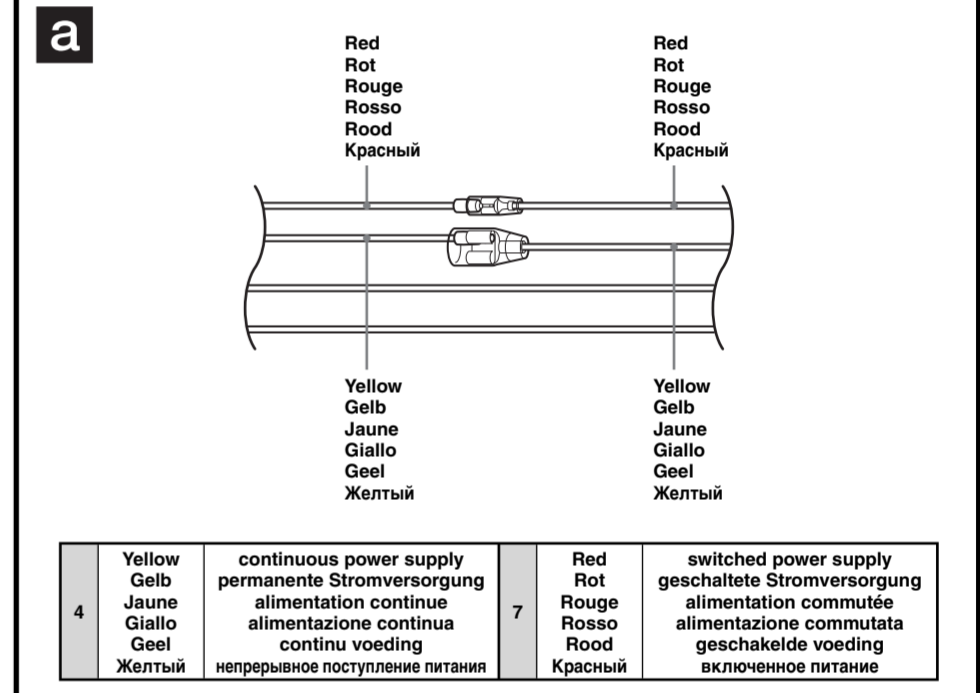 a
Red
Rot
Rouge
Rosso
Rood
Красный
Red
Rot
Rouge
Rosso
Rood
Красный
Yellow
Gelb
Jaune
Giallo
Geel
Желтый
Yellow
Gelb
Jaune
Giallo
Geel
Желтый
4
Yellow
Gelb
Jaune
Giallo
Geel
Желтый
continuous power supply
permanente Stromversorgung
alimentation continue
alimentazione continua
continu voeding
непрерывное поступление питания
7
Red
Rot
Rouge
Rosso
Rood
Красный
switched power supply
geschaltete Stromversorgung
alimentation commutée
alimentazione commutata
geschakelde voeding
включенное питание